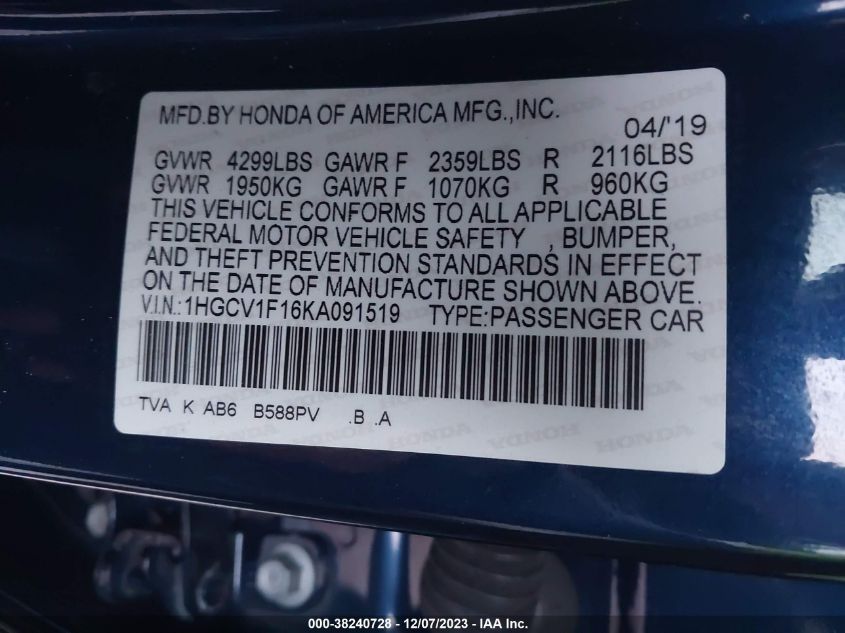 MFD.BY HONDA OF AMERICA MFG.,INC.
04/'19
GVWR 4299LBS GAWR F 2359LBS R 2116LBS
GVWR 1950KG GAWR F 1070KG R 960KG
THIS VEHICLE CONFORMS TO ALL APPLICABLE
FEDERAL MOTOR VEHICLE SAFETY , BUMPER,
AND THEFT PREVENTION STANDARDS IN EFFECT
ON THE DATE OF MANUFACTURE SHOWN ABOVE.
V.I.N.:1HGCV1F16KA091519 TYPE:PASSENGER CAR
TVA K AB6 B588PV .B .A
000-38240728 - 12/07/2023 - IAA Inc.